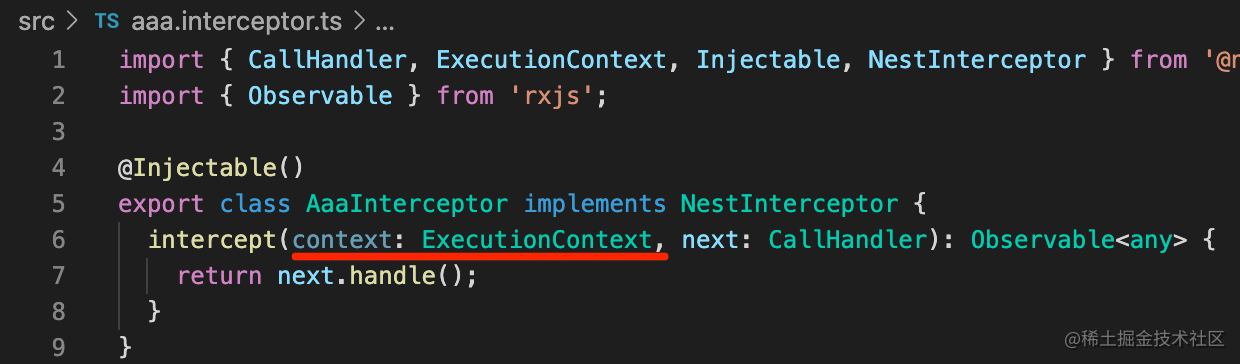 src > TS aaa.interceptor.ts > ...
1 import { CallHandler, ExecutionContext, Injectable, NestInterceptor } from '@n
2 import { Observable } from 'rxjs';
3
4 @Injectable()
5 export class AaaInterceptor implements NestInterceptor {
6 intercept(context: ExecutionContext, next: CallHandler): Observable<any> {
7 return next.handle();
8 }
9 }
@稀土掘金技术社区